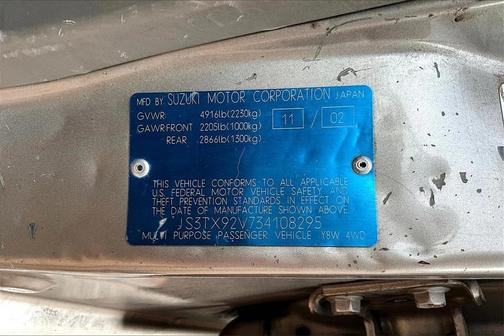 MFD BY SUZUKI MOTOR CORPORATION JAPAN
GVWR 4916lb(2230kg) 11 / 02
GAWR FRONT 2205lb(1000kg)
REAR 2866lb(1300kg)
THIS VEHICLE CONFORMS TO ALL APPLICABLE
U.S. FEDERAL MOTOR VEHICLE SAFETY, AND
THEFT PREVENTION STANDARDS IN EFFECT ON
THE DATE OF MANUFACTURE SHOWN ABOVE.
JS3TX92V734108295
MULTI PURPOSE PASSENGER VEHICLE Y8W 4WD